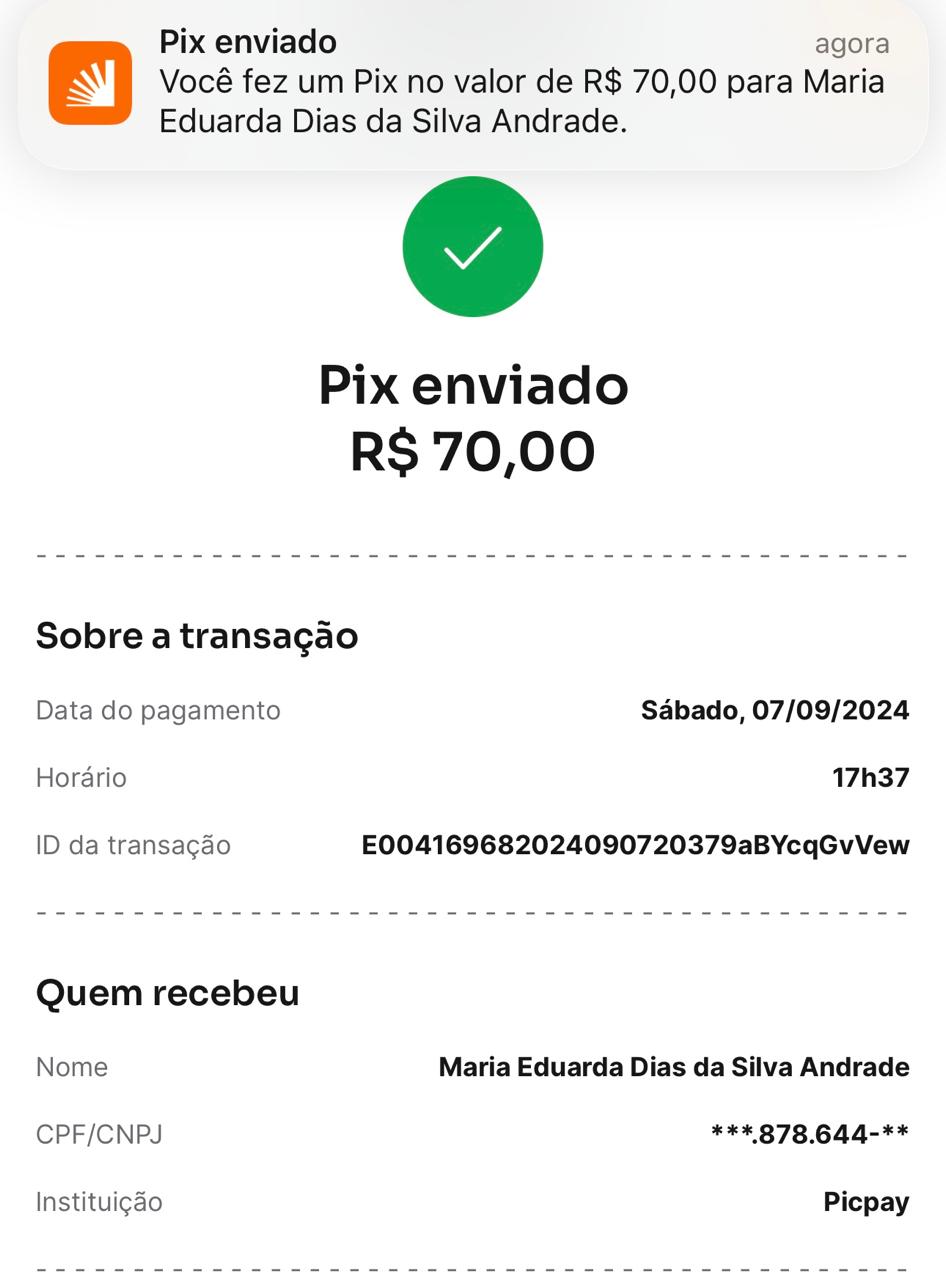 Pix enviado agora
Você fez um Pix no valor de R$ 70,00 para Maria
Eduarda Dias da Silva Andrade.
Pix enviado
R$ 70,00
Sobre a transação
Data do pagamento Sábado, 07/09/2024
Horário 17h37
ID da transação E004169682024090720379aBYcqGvVew
Quem recebeu
Nome Maria Eduarda Dias da Silva Andrade
CPF/CNPJ ***.878.644-**
Instituição Picpay